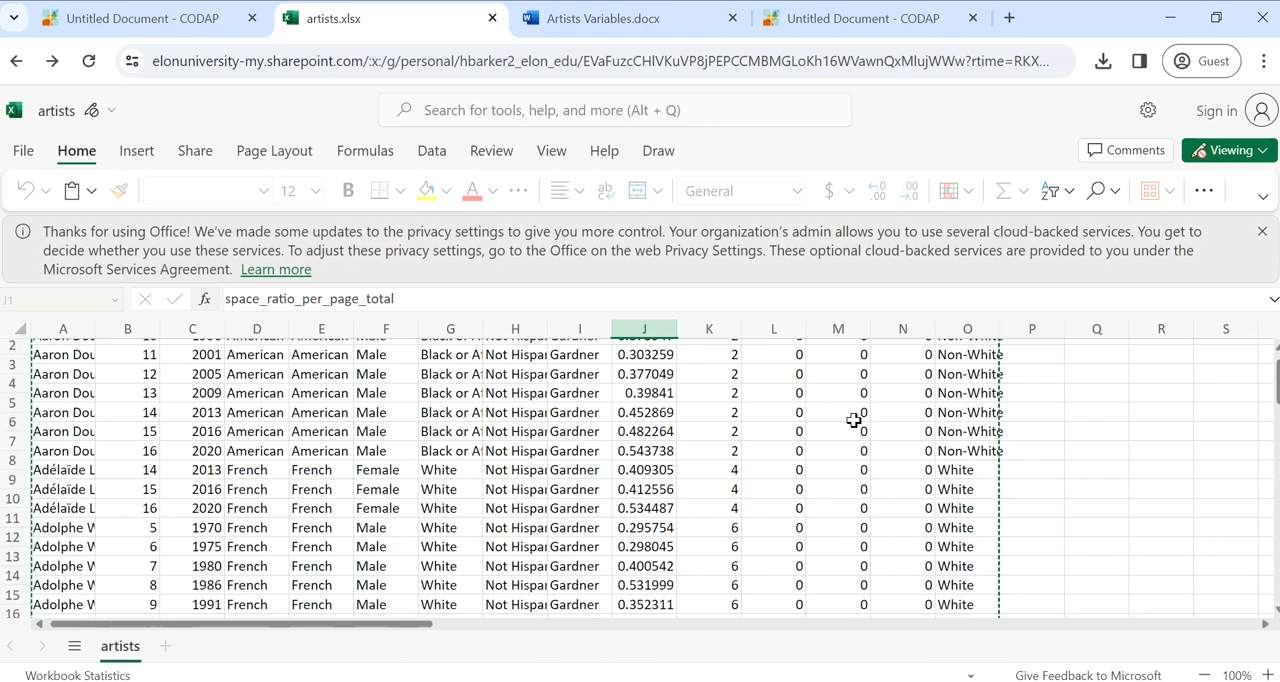 Untitled Document - CODAP artists.xlsx Artists Variables.docx Untitled Document - CODAP
elonuniversity-my.sharepoint.com/:x:/g/personal/hbarker2_elon_edu/EVaFuzcCHlVKuVP8jPEPCCMBMGLoKh16WVawnQxMlujWWw?rtime=RKX... Guest
artists Search for tools, help, and more (Alt + Q) Sign in
File Home Insert Share Page Layout Formulas Data Review View Help Draw Comments Viewing
12 B A General $
Thanks for using Office! We've made some updates to the privacy settings to give you more control. Your organization's admin allows you to use several cloud-backed services. You get to
decide whether you use these services. To adjust these privacy settings, go to the Office on the web Privacy Settings. These optional cloud-backed services are provided to you under the
Microsoft Services Agreement. Learn more
J1 fx space_ratio_per_page_total
A B C D E F G H I J K L M N O P Q R S
2
3 Aaron Dou 11 2001 American American Male Black or A Not Hispa Gardner 0.303259 2 0 0 0 Non-White
4 Aaron Dou 12 2005 American American Male Black or A Not Hispa Gardner 0.377049 2 0 0 0 Non-White
5 Aaron Dou 13 2009 American American Male Black or A Not Hispa Gardner 0.39841 2 0 0 0 Non-White
6 Aaron Dou 14 2013 American American Male Black or A Not Hispa Gardner 0.452869 2 0 0 0 Non-White
7 Aaron Dou 15 2016 American American Male Black or A Not Hispa Gardner 0.482264 2 0 0 0 Non-White
8 Aaron Dou 16 2020 American American Male Black or A Not Hispa Gardner 0.543738 2 0 0 0 Non-White
9 Adélaïde L 14 2013 French French Female White Not Hispa Gardner 0.409305 4 0 0 0 White
10 Adélaïde L 15 2016 French French Female White Not Hispa Gardner 0.412556 4 0 0 0 White
11 Adélaïde L 16 2020 French French Female White Not Hispa Gardner 0.534487 4 0 0 0 White
12 Adolphe W 5 1970 French French Male White Not Hispa Gardner 0.295754 6 0 0 0 White
13 Adolphe W 6 1975 French French Male White Not Hispa Gardner 0.298045 6 0 0 0 White
14 Adolphe W 7 1980 French French Male White Not Hispa Gardner 0.400542 6 0 0 0 White
15 Adolphe W 8 1986 French French Male White Not Hispa Gardner 0.531999 6 0 0 0 White
16 Adolphe W 9 1991 French French Male White Not Hispa Gardner 0.352311 6 0 0 0 White
artists
Workbook Statistics Give Feedback to Microsoft 100%